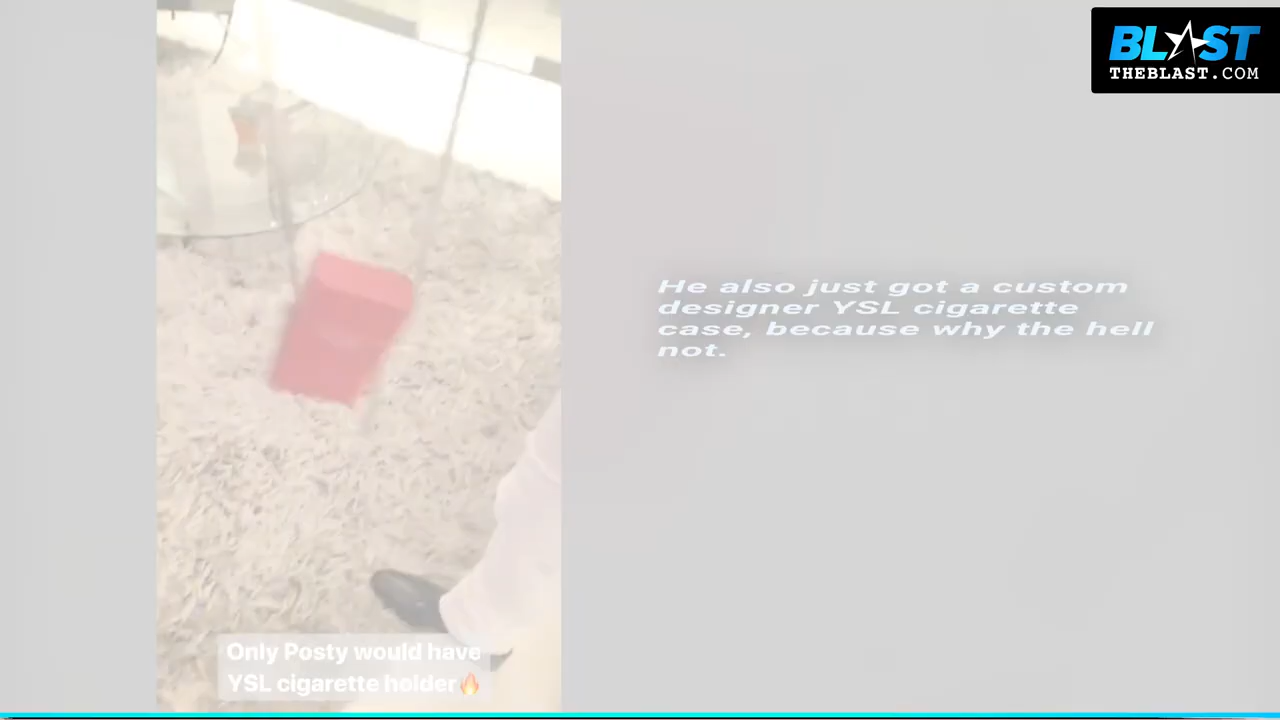 BLAST
THEBLAST.COM
He also just got a custom
designer YSL cigarette
case, because why the hell
not.
Only Posty would have
YSL cigarette holder🔥